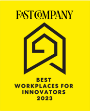 FAST COMPANY
BEST
WORKPLACES FOR
INNOVATORS
2023